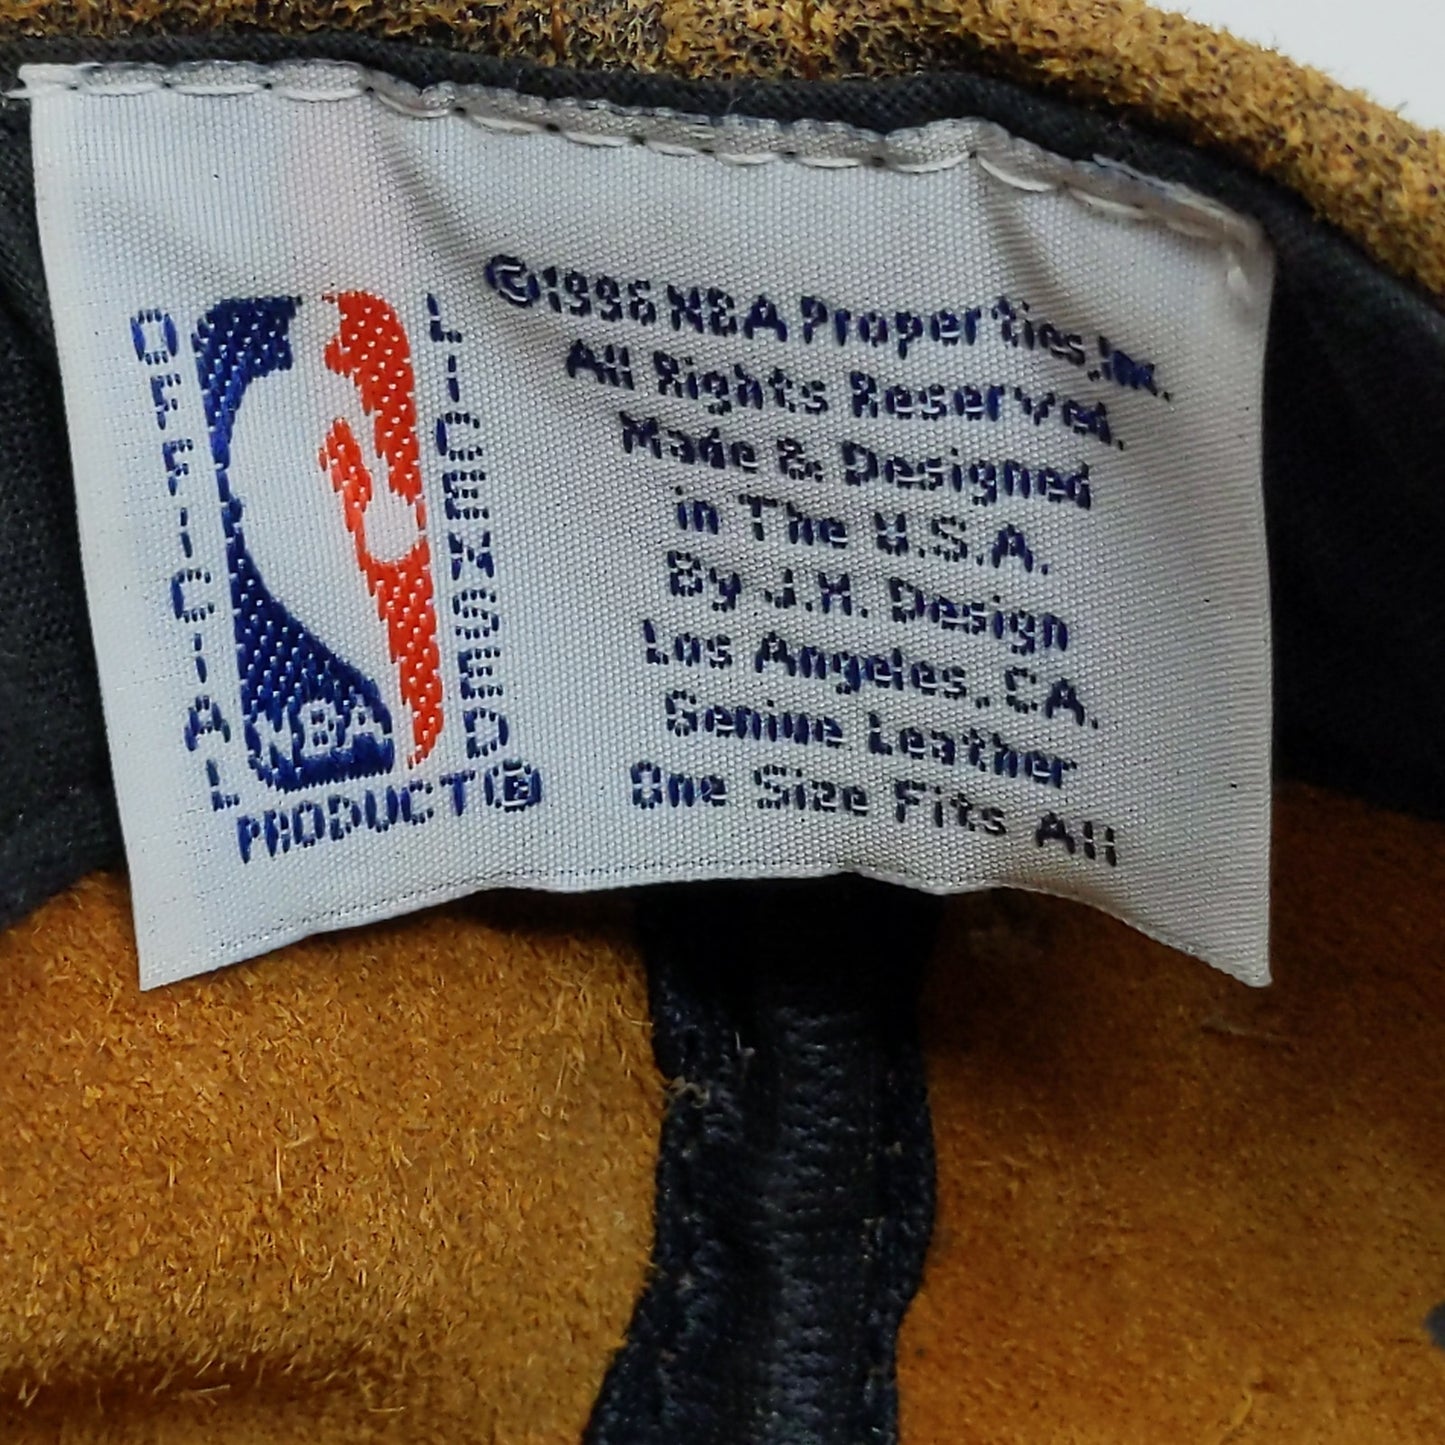 OFFICIAL
NBA
LICENSED
PRODUCT®
©1996 NBA Properties, Inc.
All Rights Reserved.
Made & Designed
in The U.S.A.
By J.H. Design
Los Angeles, CA.
Geniue Leather
One Size Fits All